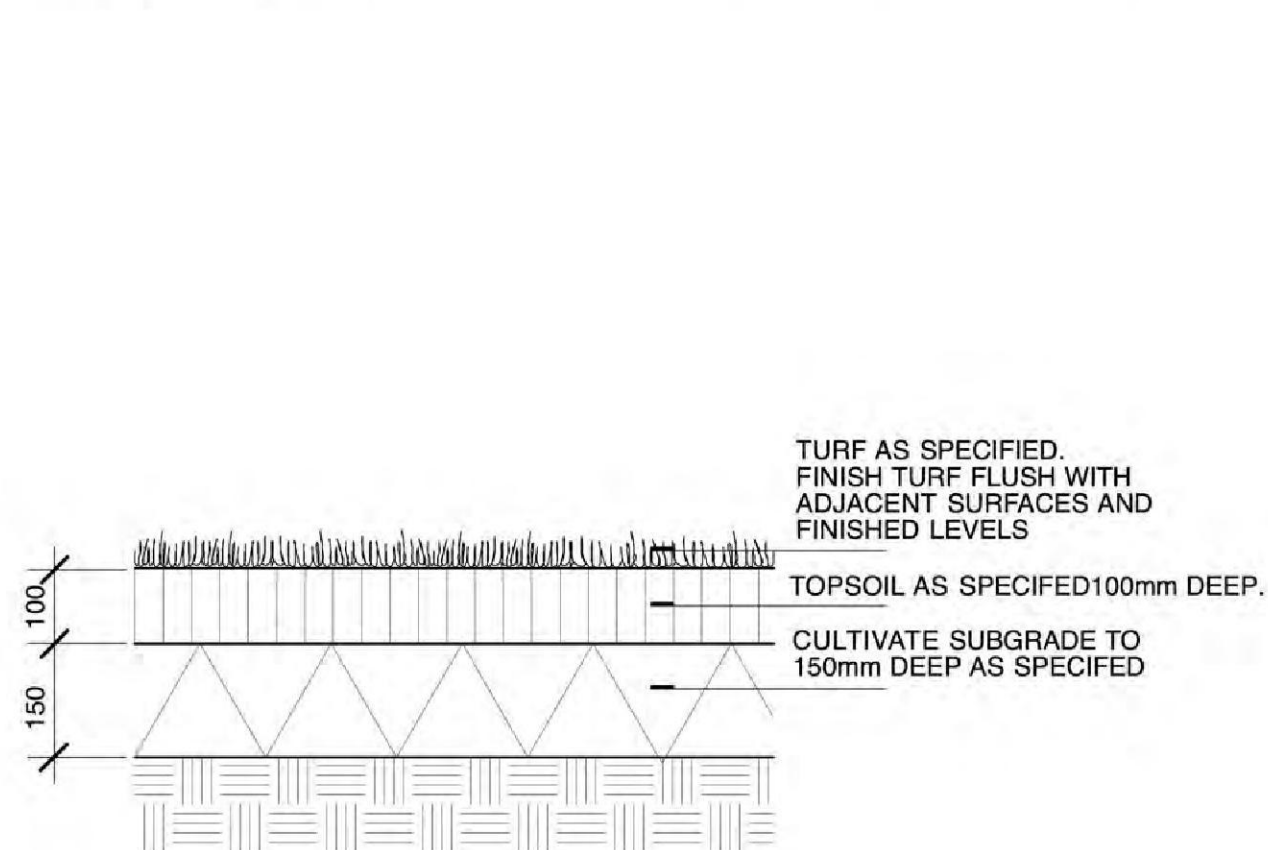 TURF AS SPECIFIED.
FINISH TURF FLUSH WITH
ADJACENT SURFACES AND
FINISHED LEVELS
TOPSOIL AS SPECIFED100mm DEEP.
CULTIVATE SUBGRADE TO
150mm DEEP AS SPECIFED
100
150